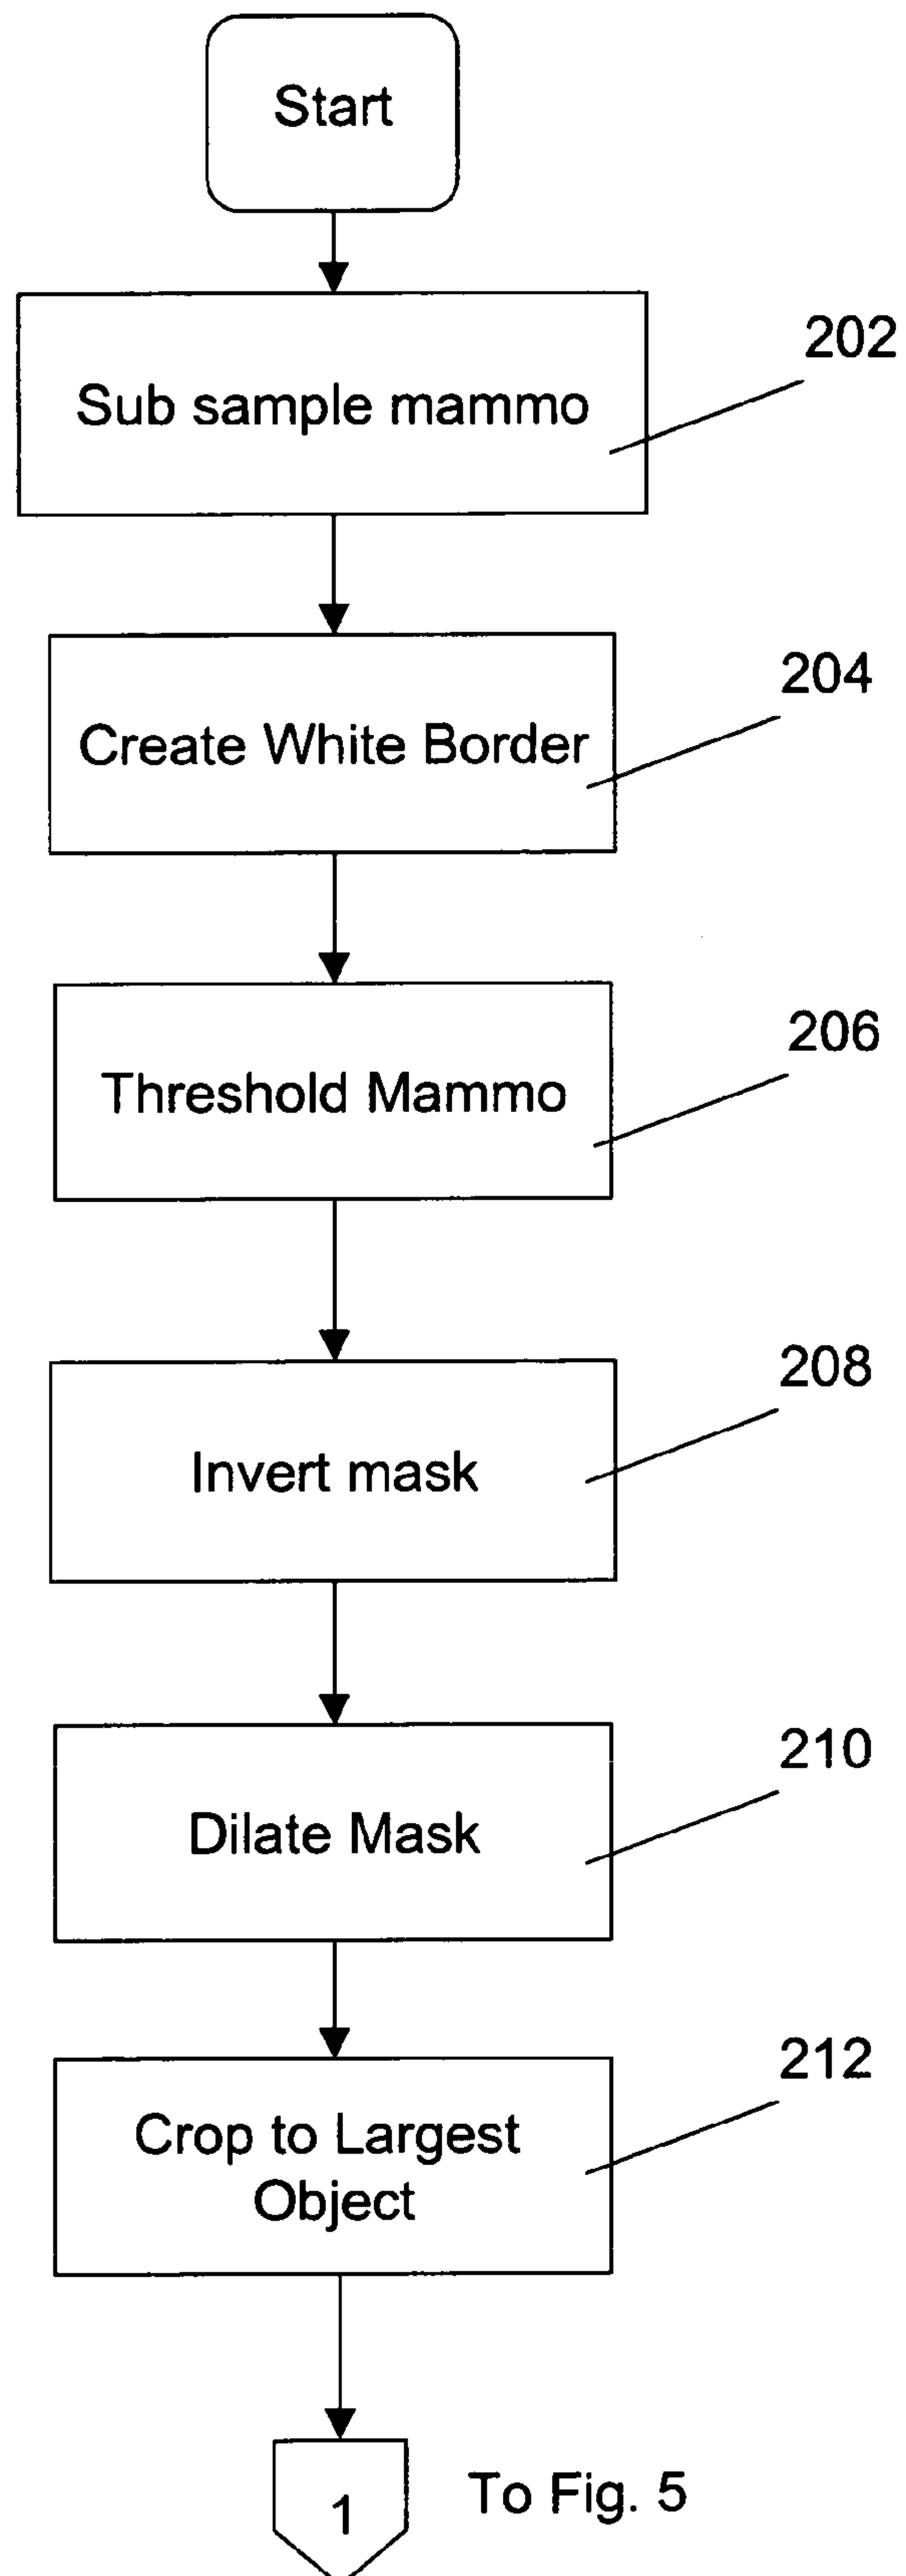 Start
Sub sample mammo
202
Create White Border
204
Threshold Mammo
206
Invert mask
208
Dilate Mask
210
Crop to Largest
Object
212
1
To Fig. 5